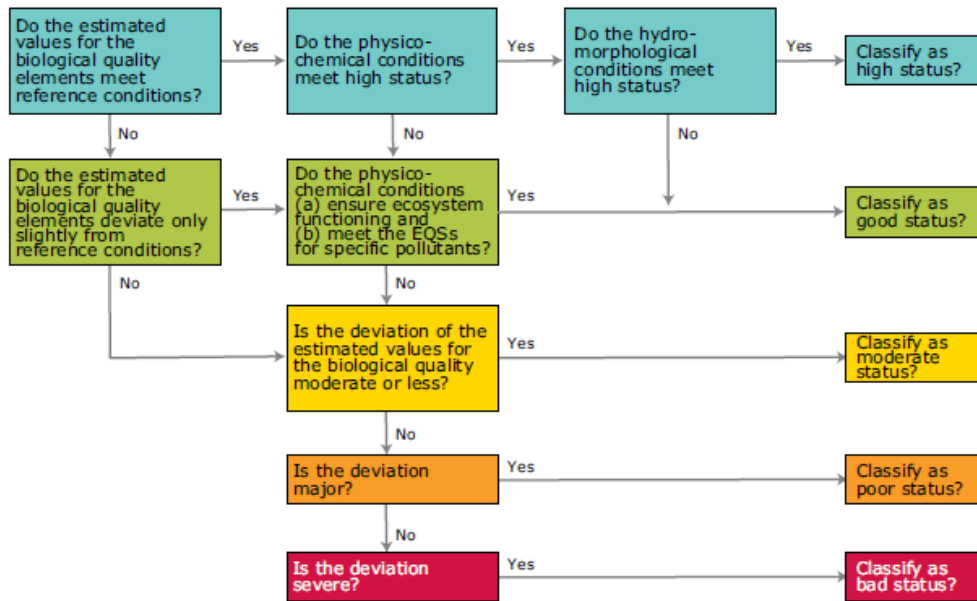 Do the estimated
values for the
biological quality
elements meet
reference conditions?
Yes
Do the physico-
chemical conditions
meet high status?
Yes
Do the hydro-
morphological
conditions meet
high status?
Yes
Classify as
high status?
No
No
No
Do the estimated
values for the
biological quality
elements deviate only
slightly from
reference conditions?
Yes
Do the physico-
chemical conditions
(a) ensure ecosystem
functioning and
(b) meet the EQSs
for specific pollutants?
Yes
Classify as
good status?
No
No
Is the deviation of the
estimated values for
the biological quality
moderate or less?
Yes
Classify as
moderate
status?
No
Is the deviation
major?
Yes
Classify as
poor status?
No
Is the deviation
severe?
Yes
Classify as
bad status?